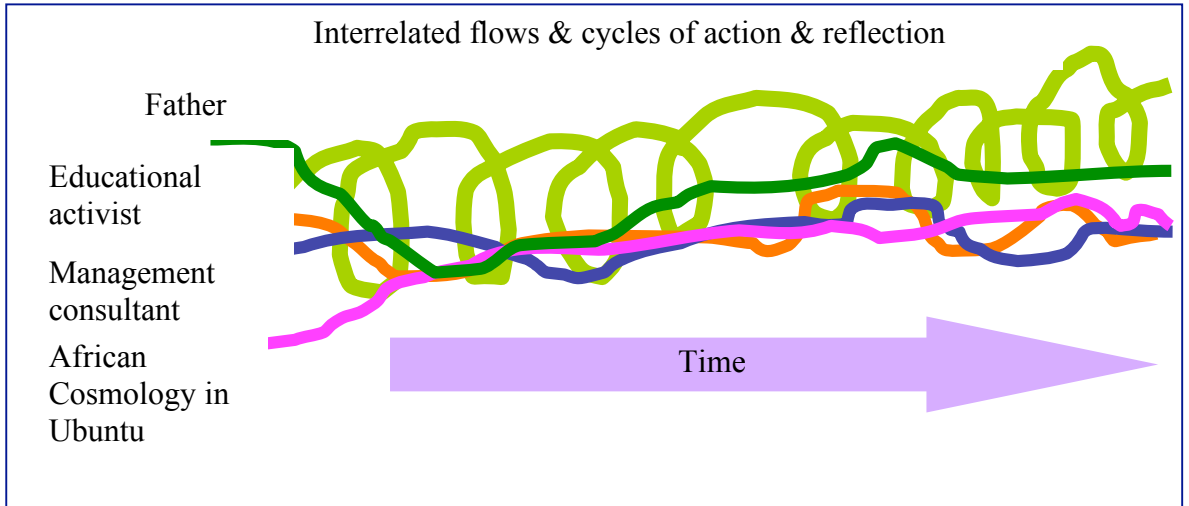 Interrelated flows & cycles of action & reflection
Father
Educational
activist
Management
consultant
African
Cosmology in
Ubuntu
Time